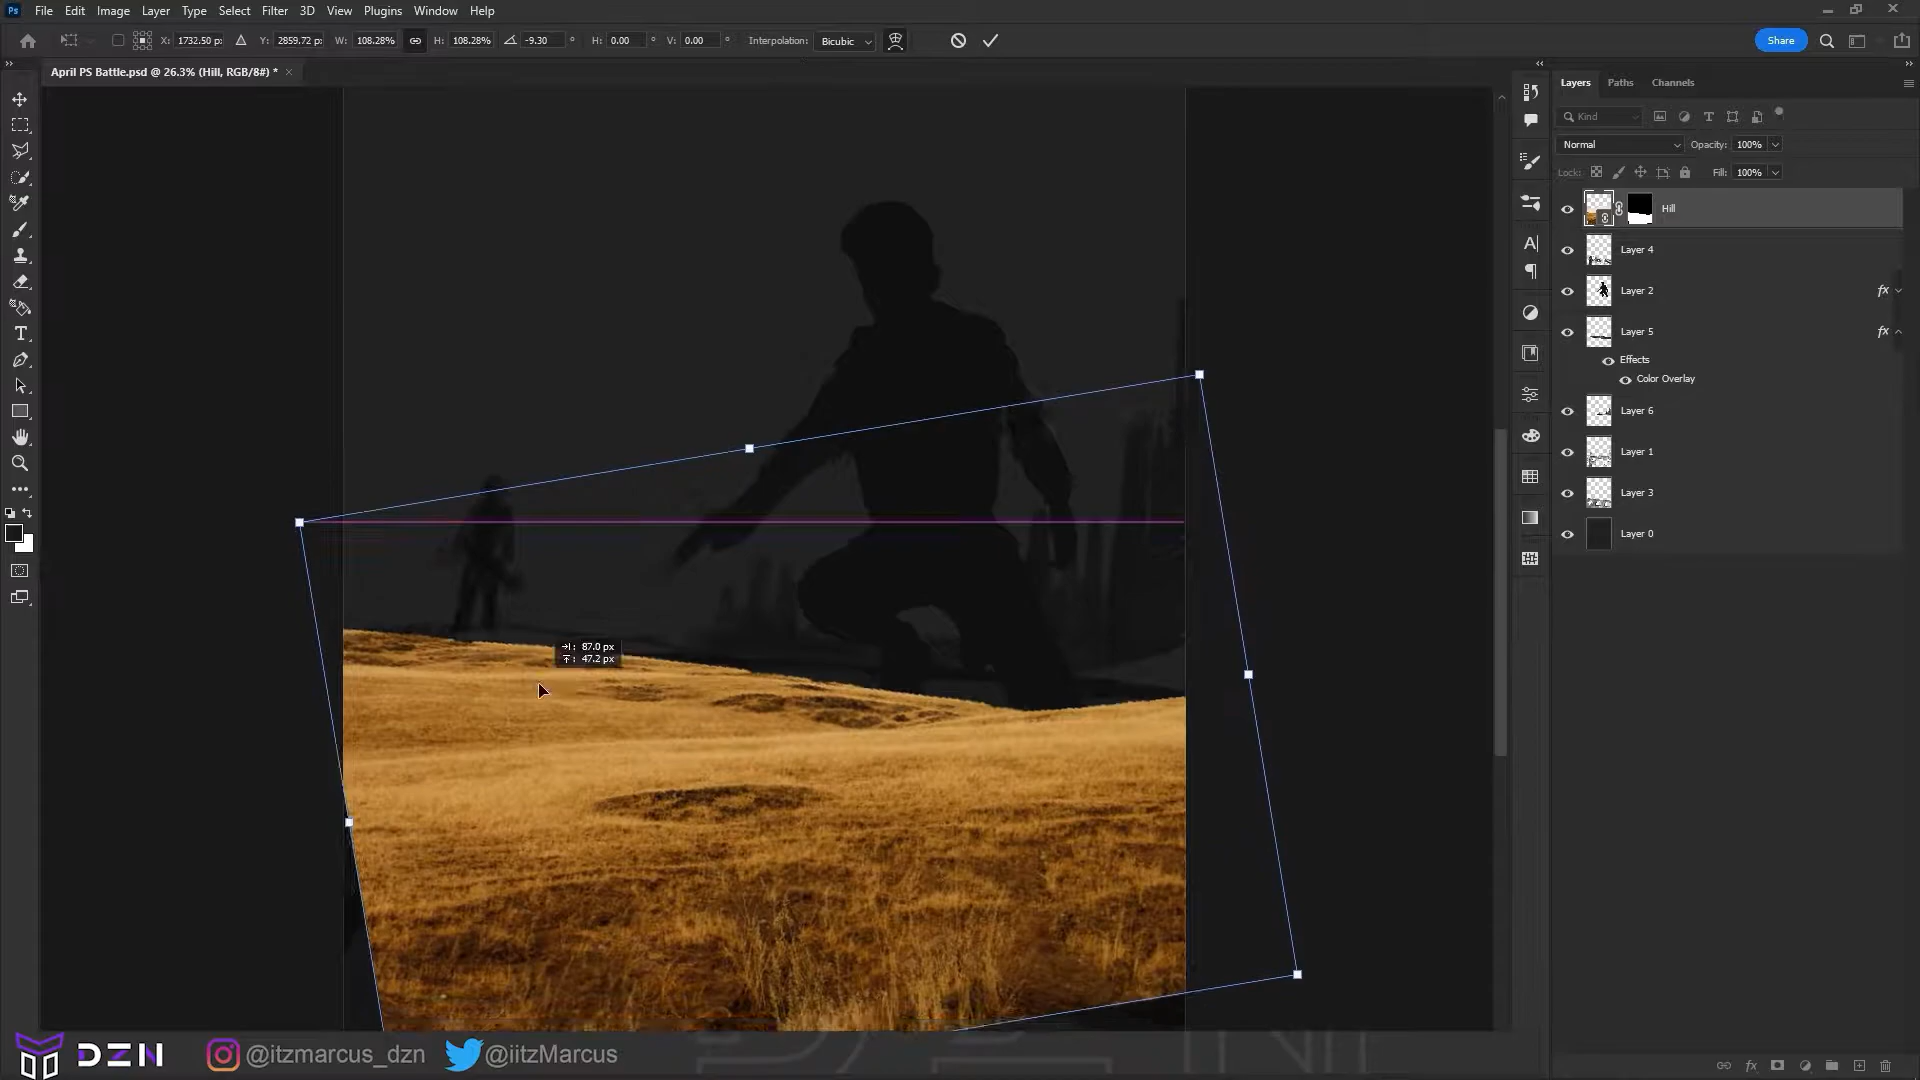 Ps File Edit Image Layer Type Select Filter 3D View Plugins Window Help
X: 1732.50 p: Y: 2859.72 p: W: 108.28% H: 108.28% -9.30 ° H: 0.00 ° V: 0.00 ° Interpolation: Bicubic Share
April PS Battle.psd @ 26.3% (Hill, RGB/8#) * ×
Layers Paths Channels
Kind
Normal Opacity: 100%
Lock: Fill: 100%
Hill
Layer 4
Layer 2 fx
Layer 5 fx
Effects
Color Overlay
Layer 6
Layer 1
Layer 3
Layer 0
: 87.0 px
: 47.2 px
DZN @itzmarcus_dzn @iitzMarcus